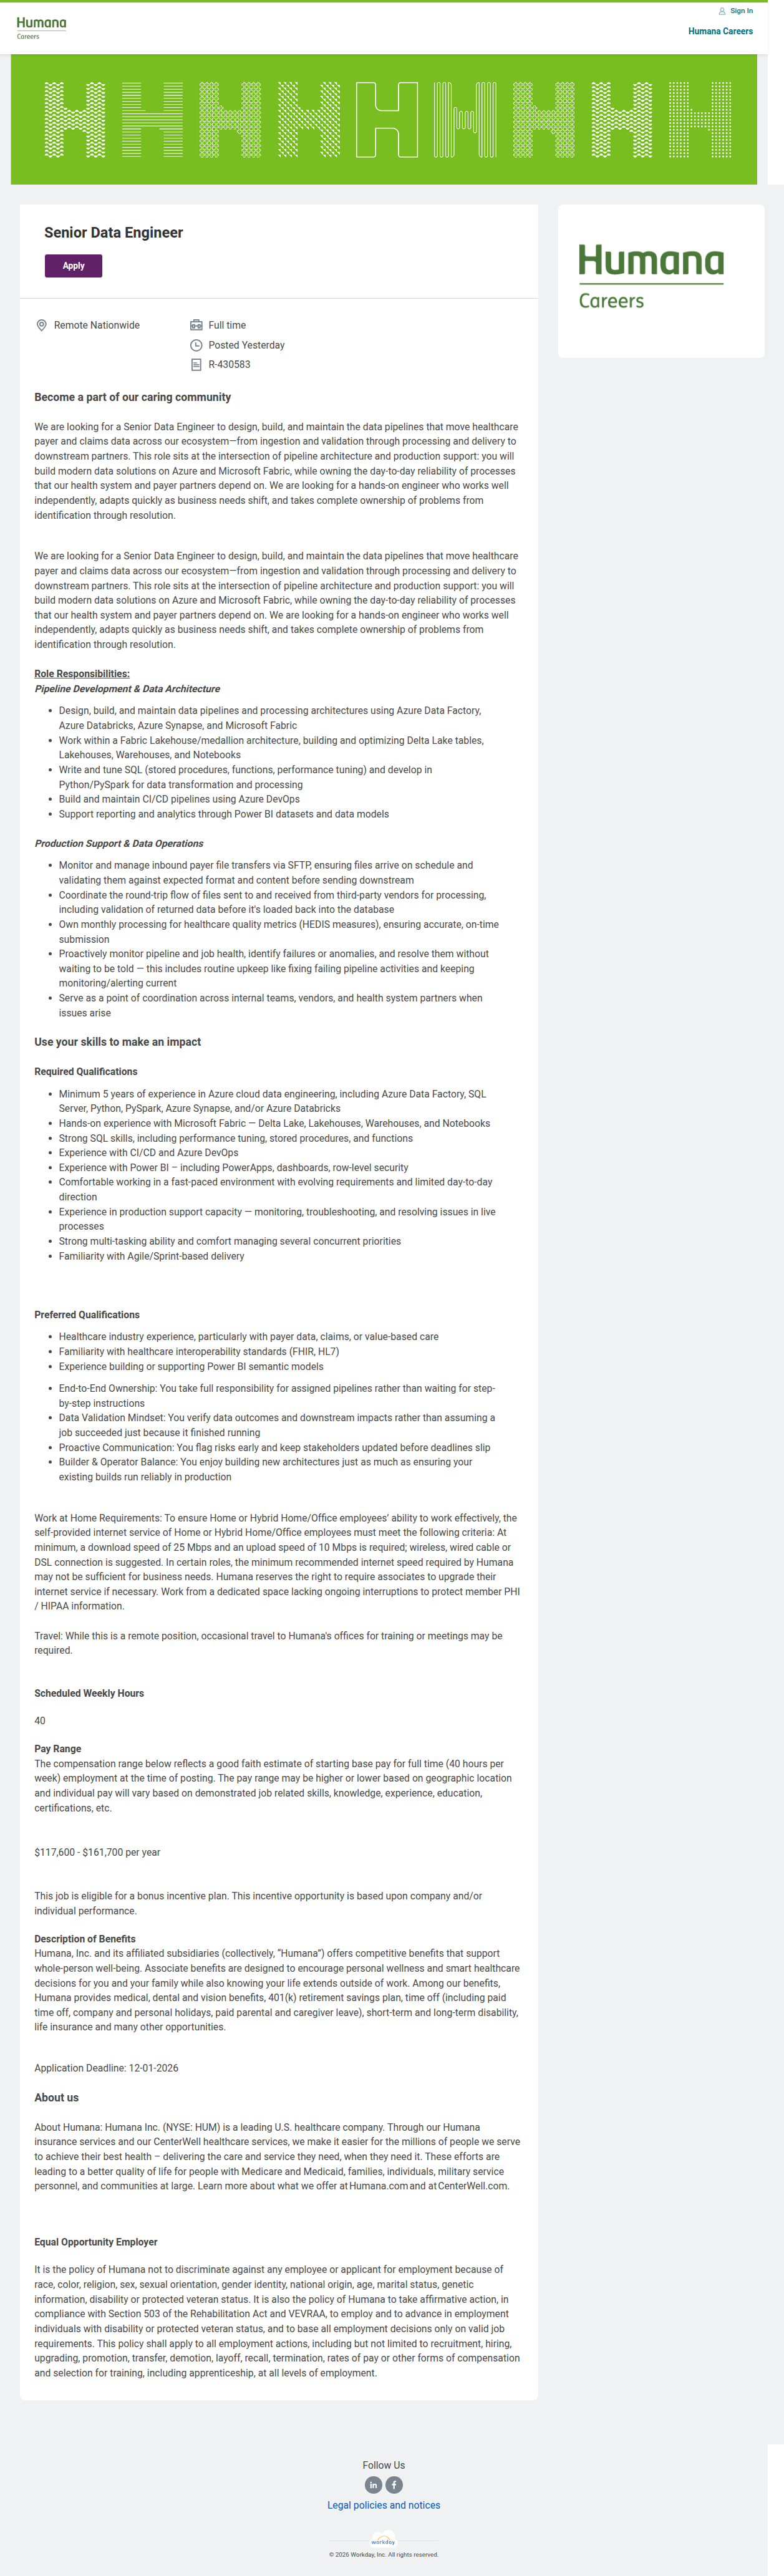 Humana
Careers
Sign In
Humana Careers
Senior Data Engineer
Apply
Humana
Careers
Remote Nationwide
Full time
Posted Yesterday
R-430583
Become a part of our caring community
We are looking for a Senior Data Engineer to design, build, and maintain the data pipelines that move healthcare
payer and claims data across our ecosystem—from ingestion and validation through processing and delivery to
downstream partners. This role sits at the intersection of pipeline architecture and production support: you will
build modern data solutions on Azure and Microsoft Fabric, while owning the day-to-day reliability of processes
that our health system and payer partners depend on. We are looking for a hands-on engineer who works well
independently, adapts quickly as business needs shift, and takes complete ownership of problems from
identification through resolution.
We are looking for a Senior Data Engineer to design, build, and maintain the data pipelines that move healthcare
payer and claims data across our ecosystem—from ingestion and validation through processing and delivery to
downstream partners. This role sits at the intersection of pipeline architecture and production support: you will
build modern data solutions on Azure and Microsoft Fabric, while owning the day-to-day reliability of processes
that our health system and payer partners depend on. We are looking for a hands-on engineer who works well
independently, adapts quickly as business needs shift, and takes complete ownership of problems from
identification through resolution.
Role Responsibilities:
Pipeline Development & Data Architecture
• Design, build, and maintain data pipelines and processing architectures using Azure Data Factory,
Azure Databricks, Azure Synapse, and Microsoft Fabric
• Work within a Fabric Lakehouse/medallion architecture, building and optimizing Delta Lake tables,
Lakehouses, Warehouses, and Notebooks
• Write and tune SQL (stored procedures, functions, performance tuning) and develop in
Python/PySpark for data transformation and processing
• Build and maintain CI/CD pipelines using Azure DevOps
• Support reporting and analytics through Power BI datasets and data models
Production Support & Data Operations
• Monitor and manage inbound payer file transfers via SFTP, ensuring files arrive on schedule and
validating them against expected format and content before sending downstream
• Coordinate the round-trip flow of files sent to and received from third-party vendors for processing,
including validation of returned data before it's loaded back into the database
• Own monthly processing for healthcare quality metrics (HEDIS measures), ensuring accurate, on-time
submission
• Proactively monitor pipeline and job health, identify failures or anomalies, and resolve them without
waiting to be told — this includes routine upkeep like fixing failing pipeline activities and keeping
monitoring/alerting current
• Serve as a point of coordination across internal teams, vendors, and health system partners when
issues arise
Use your skills to make an impact
Required Qualifications
• Minimum 5 years of experience in Azure cloud data engineering, including Azure Data Factory, SQL
Server, Python, PySpark, Azure Synapse, and/or Azure Databricks
• Hands-on experience with Microsoft Fabric — Delta Lake, Lakehouses, Warehouses, and Notebooks
• Strong SQL skills, including performance tuning, stored procedures, and functions
• Experience with CI/CD and Azure DevOps
• Experience with Power BI – including PowerApps, dashboards, row-level security
• Comfortable working in a fast-paced environment with evolving requirements and limited day-to-day
direction
• Experience in production support capacity — monitoring, troubleshooting, and resolving issues in live
processes
• Strong multi-tasking ability and comfort managing several concurrent priorities
• Familiarity with Agile/Sprint-based delivery
Preferred Qualifications
• Healthcare industry experience, particularly with payer data, claims, or value-based care
• Familiarity with healthcare interoperability standards (FHIR, HL7)
• Experience building or supporting Power BI semantic models
• End-to-End Ownership: You take full responsibility for assigned pipelines rather than waiting for step-
by-step instructions
• Data Validation Mindset: You verify data outcomes and downstream impacts rather than assuming a
job succeeded just because it finished running
• Proactive Communication: You flag risks early and keep stakeholders updated before deadlines slip
• Builder & Operator Balance: You enjoy building new architectures just as much as ensuring your
existing builds run reliably in production
Work at Home Requirements: To ensure Home or Hybrid Home/Office employees' ability to work effectively, the
self-provided internet service of Home or Hybrid Home/Office employees must meet the following criteria: At
minimum, a download speed of 25 Mbps and an upload speed of 10 Mbps is required; wireless, wired cable or
DSL connection is suggested. In certain roles, the minimum recommended internet speed required by Humana
may not be sufficient for business needs. Humana reserves the right to require associates to upgrade their
internet service if necessary. Work from a dedicated space lacking ongoing interruptions to protect member PHI
/ HIPAA information.
Travel: While this is a remote position, occasional travel to Humana's offices for training or meetings may be
required.
Scheduled Weekly Hours
40
Pay Range
The compensation range below reflects a good faith estimate of starting base pay for full time (40 hours per
week) employment at the time of posting. The pay range may be higher or lower based on geographic location
and individual pay will vary based on demonstrated job related skills, knowledge, experience, education,
certifications, etc.
$117,600 - $161,700 per year
This job is eligible for a bonus incentive plan. This incentive opportunity is based upon company and/or
individual performance.
Description of Benefits
Humana, Inc. and its affiliated subsidiaries (collectively, “Humana”) offers competitive benefits that support
whole-person well-being. Associate benefits are designed to encourage personal wellness and smart healthcare
decisions for you and your family while also knowing your life extends outside of work. Among our benefits,
Humana provides medical, dental and vision benefits, 401(k) retirement savings plan, time off (including paid
time off, company and personal holidays, paid parental and caregiver leave), short-term and long-term disability,
life insurance and many other opportunities.
Application Deadline: 12-01-2026
About us
About Humana: Humana Inc. (NYSE: HUM) is a leading U.S. healthcare company. Through our Humana
insurance services and our CenterWell healthcare services, we make it easier for the millions of people we serve
to achieve their best health – delivering the care and service they need, when they need it. These efforts are
leading to a better quality of life for people with Medicare and Medicaid, families, individuals, military service
personnel, and communities at large. Learn more about what we offer at Humana.com and at CenterWell.com.
Equal Opportunity Employer
It is the policy of Humana not to discriminate against any employee or applicant for employment because of
race, color, religion, sex, sexual orientation, gender identity, national origin, age, marital status, genetic
information, disability or protected veteran status. It is also the policy of Humana to take affirmative action, in
compliance with Section 503 of the Rehabilitation Act and VEVRAA, to employ and to advance in employment
individuals with disability or protected veteran status, and to base all employment decisions only on valid job
requirements. This policy shall apply to all employment actions, including but not limited to recruitment, hiring,
upgrading, promotion, transfer, demotion, layoff, recall, termination, rates of pay or other forms of compensation
and selection for training, including apprenticeship, at all levels of employment.
Follow Us
in f
Legal policies and notices
workday
© 2026 Workday, Inc. All rights reserved.